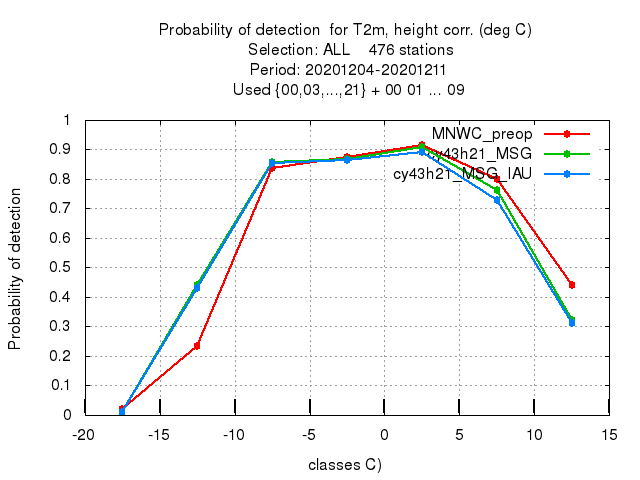 Probability of detection  for T2m, height corr. (deg C)
Selection: ALL    476 stations
Period: 20201204-20201211
Used {00,03,...,21} + 00 01 ... 09
MNWC_preop
cy43h21_MSG
cy43h21_MSG_IAU
1
0.9
0.8
0.7
0.6
0.5
0.4
0.3
0.2
0.1
0
Probability of detection
-20 -15 -10 -5 0 5 10 15
classes C)